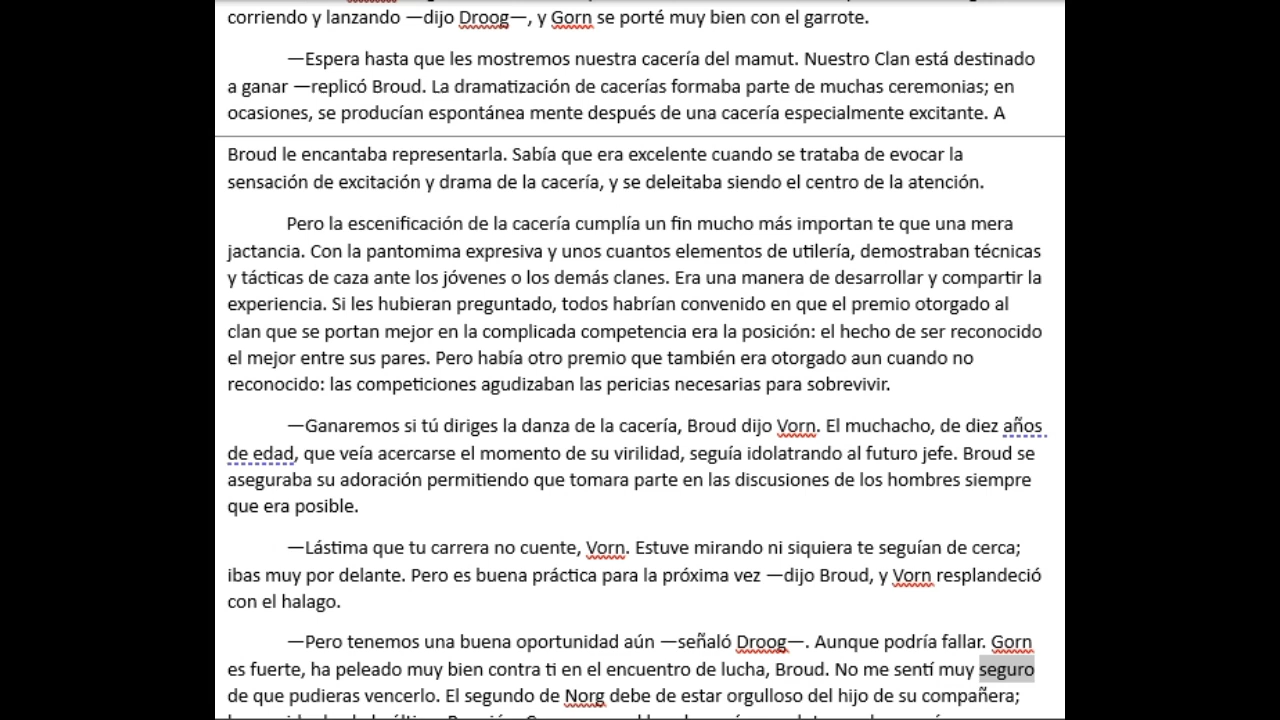 corriendo y lanzando —dijo Droog—, y Gorn se porté muy bien con el garrote.
—Espera hasta que les mostremos nuestra cacería del mamut. Nuestro Clan está destinado
a ganar —replicó Broud. La dramatización de cacerías formaba parte de muchas ceremonias; en
ocasiones, se producían espontánea mente después de una cacería especialmente excitante. A
Broud le encantaba representarla. Sabía que era excelente cuando se trataba de evocar la
sensación de excitación y drama de la cacería, y se deleitaba siendo el centro de la atención.
Pero la escenificación de la cacería cumplía un fin mucho más importan te que una mera
jactancia. Con la pantomima expresiva y unos cuantos elementos de utilería, demostraban técnicas
y tácticas de caza ante los jóvenes o los demás clanes. Era una manera de desarrollar y compartir la
experiencia. Si les hubieran preguntado, todos habrían convenido en que el premio otorgado al
clan que se portan mejor en la complicada competencia era la posición: el hecho de ser reconocido
el mejor entre sus pares. Pero había otro premio que también era otorgado aun cuando no
reconocido: las competiciones agudizaban las pericias necesarias para sobrevivir.
—Ganaremos si tú diriges la danza de la cacería, Broud dijo Vorn. El muchacho, de diez años
de edad, que veía acercarse el momento de su virilidad, seguía idolatrando al futuro jefe. Broud se
aseguraba su adoración permitiendo que tomara parte en las discusiones de los hombres siempre
que era posible.
—Lástima que tu carrera no cuente, Vorn. Estuve mirando ni siquiera te seguían de cerca;
ibas muy por delante. Pero es buena práctica para la próxima vez —dijo Broud, y Vorn resplandeció
con el halago.
—Pero tenemos una buena oportunidad aún —señaló Droog—. Aunque podría fallar. Gorn
es fuerte, ha peleado muy bien contra ti en el encuentro de lucha, Broud. No me sentí muy seguro
de que pudieras vencerlo. El segundo de Norg debe de estar orgulloso del hijo de su compañera;